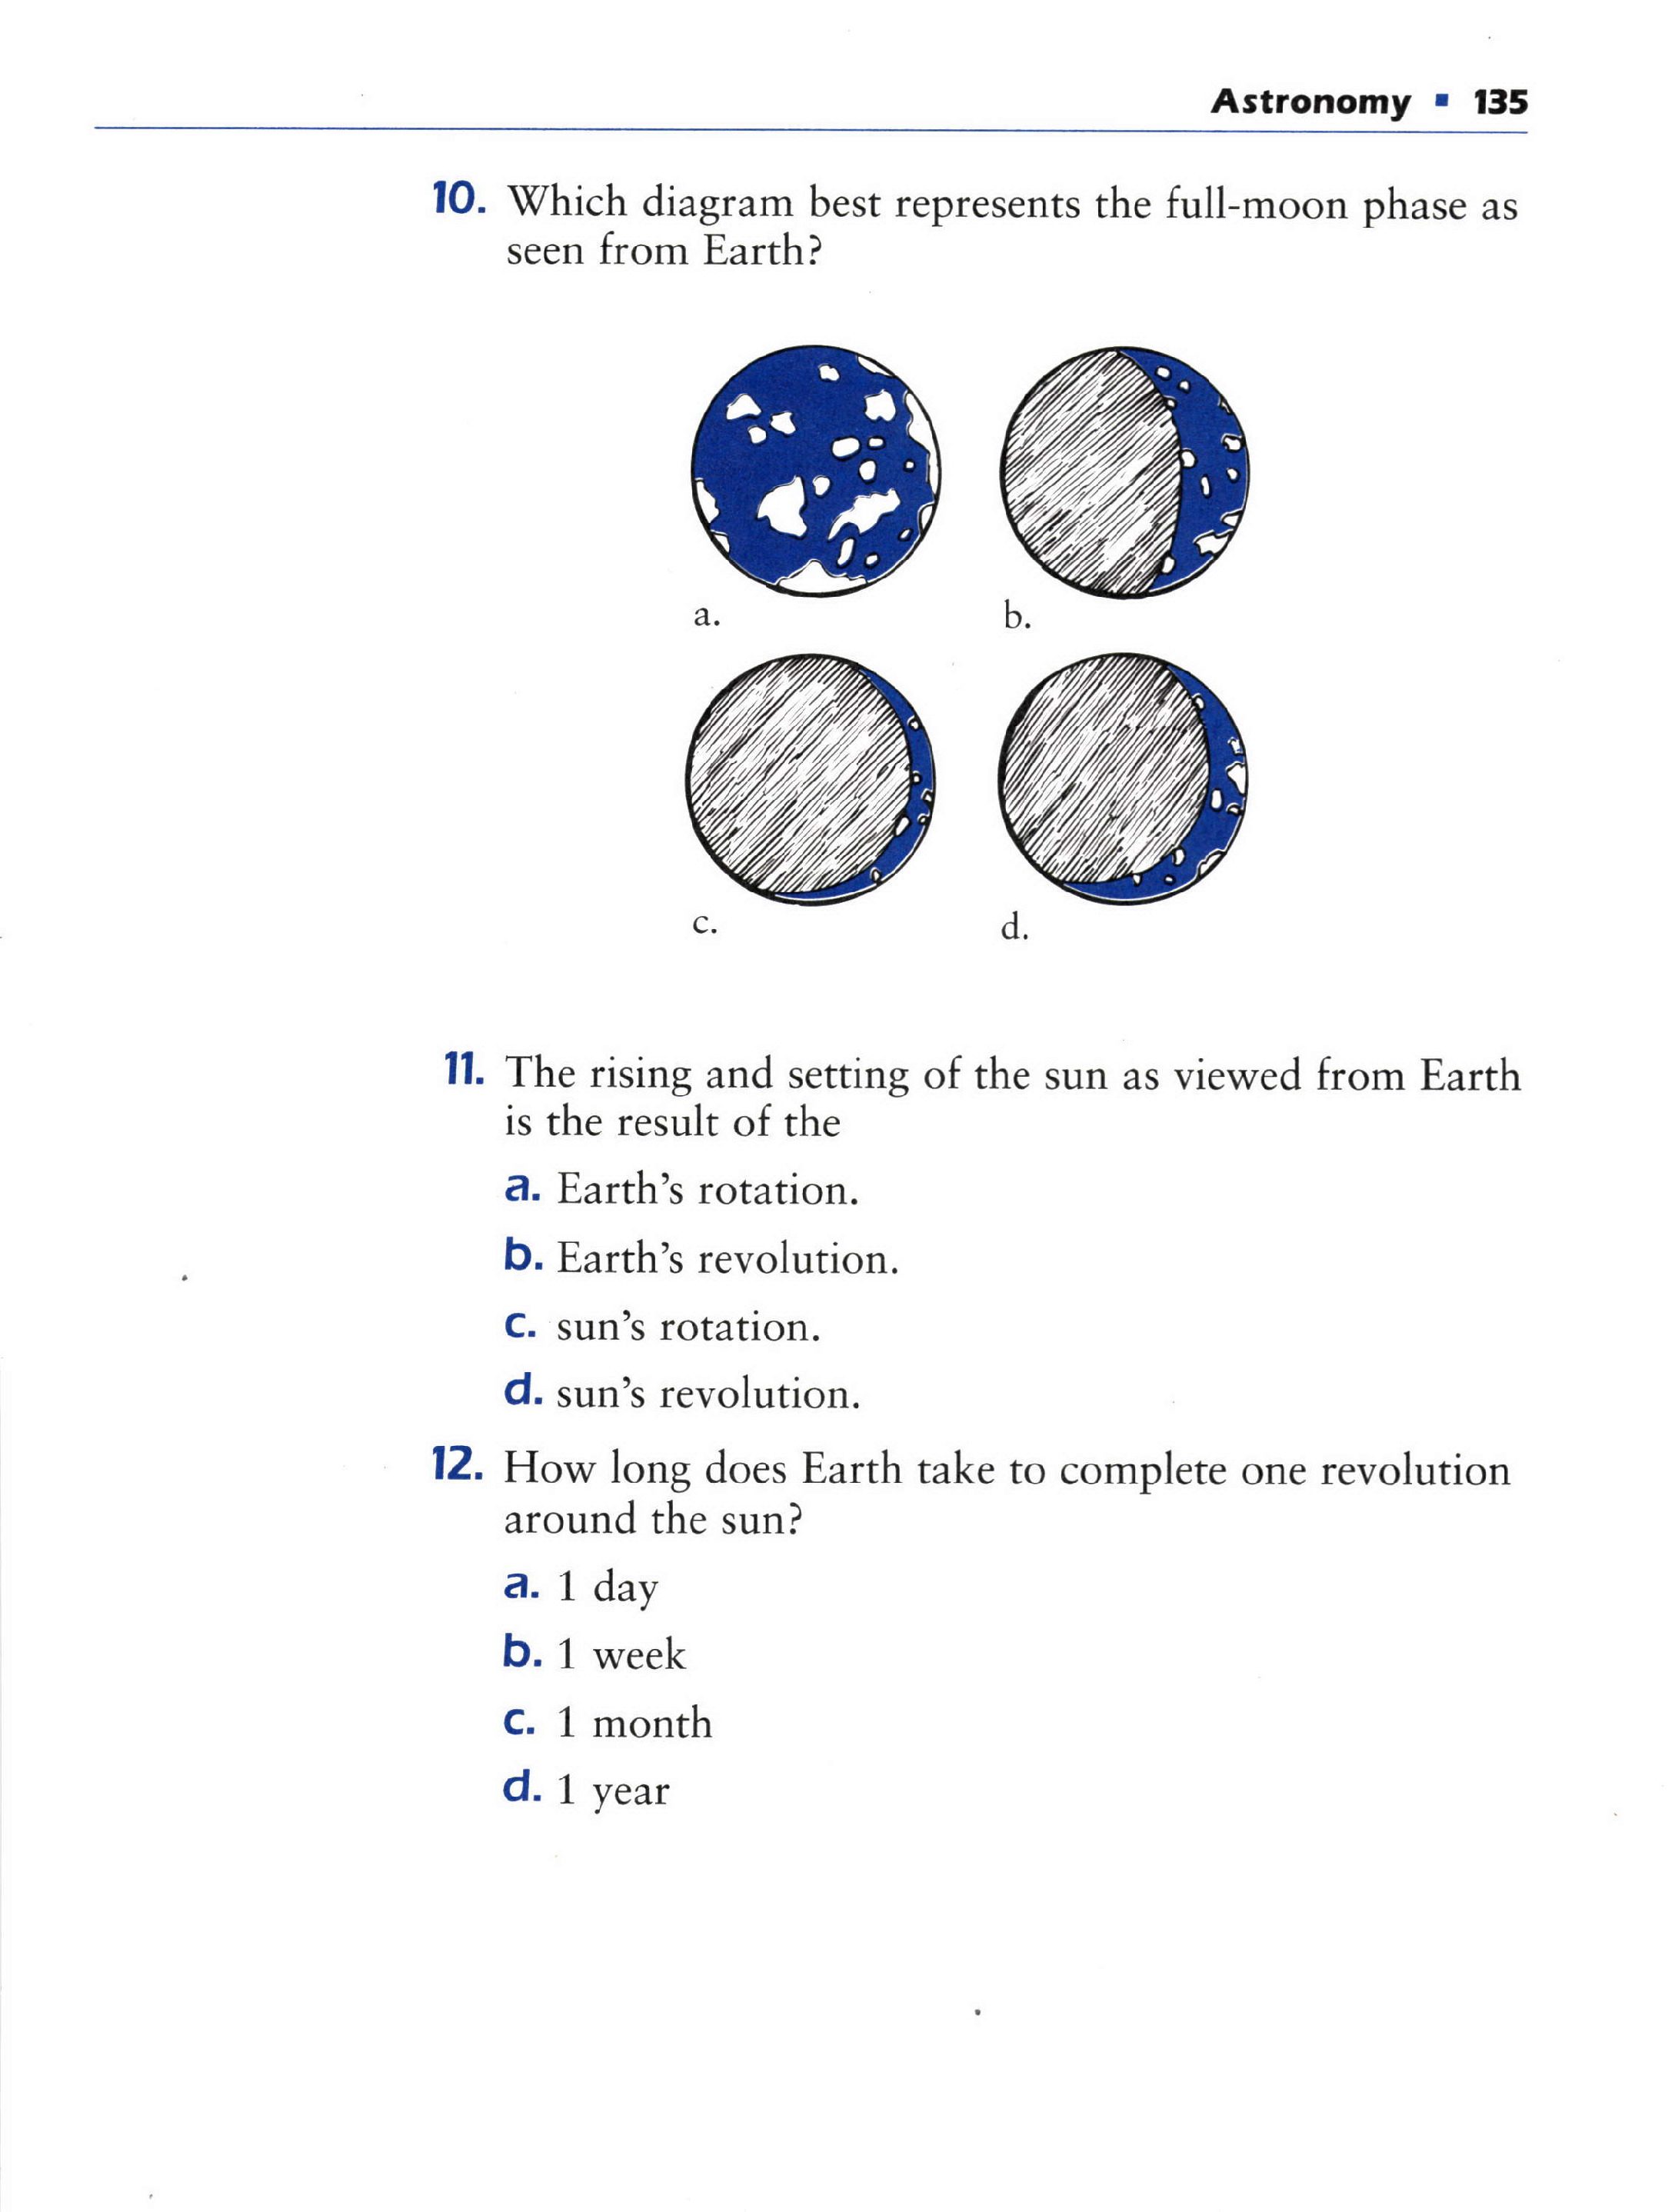 Astronomy ▪ 135
10. Which diagram best represents the full-moon phase as
seen from Earth?
a.
b.
c.
d.
11. The rising and setting of the sun as viewed from Earth
is the result of the
a. Earth’s rotation.
b. Earth’s revolution.
c. sun’s rotation.
d. sun’s revolution.
12. How long does Earth take to complete one revolution
around the sun?
a. 1 day
b. 1 week
c. 1 month
d. 1 year